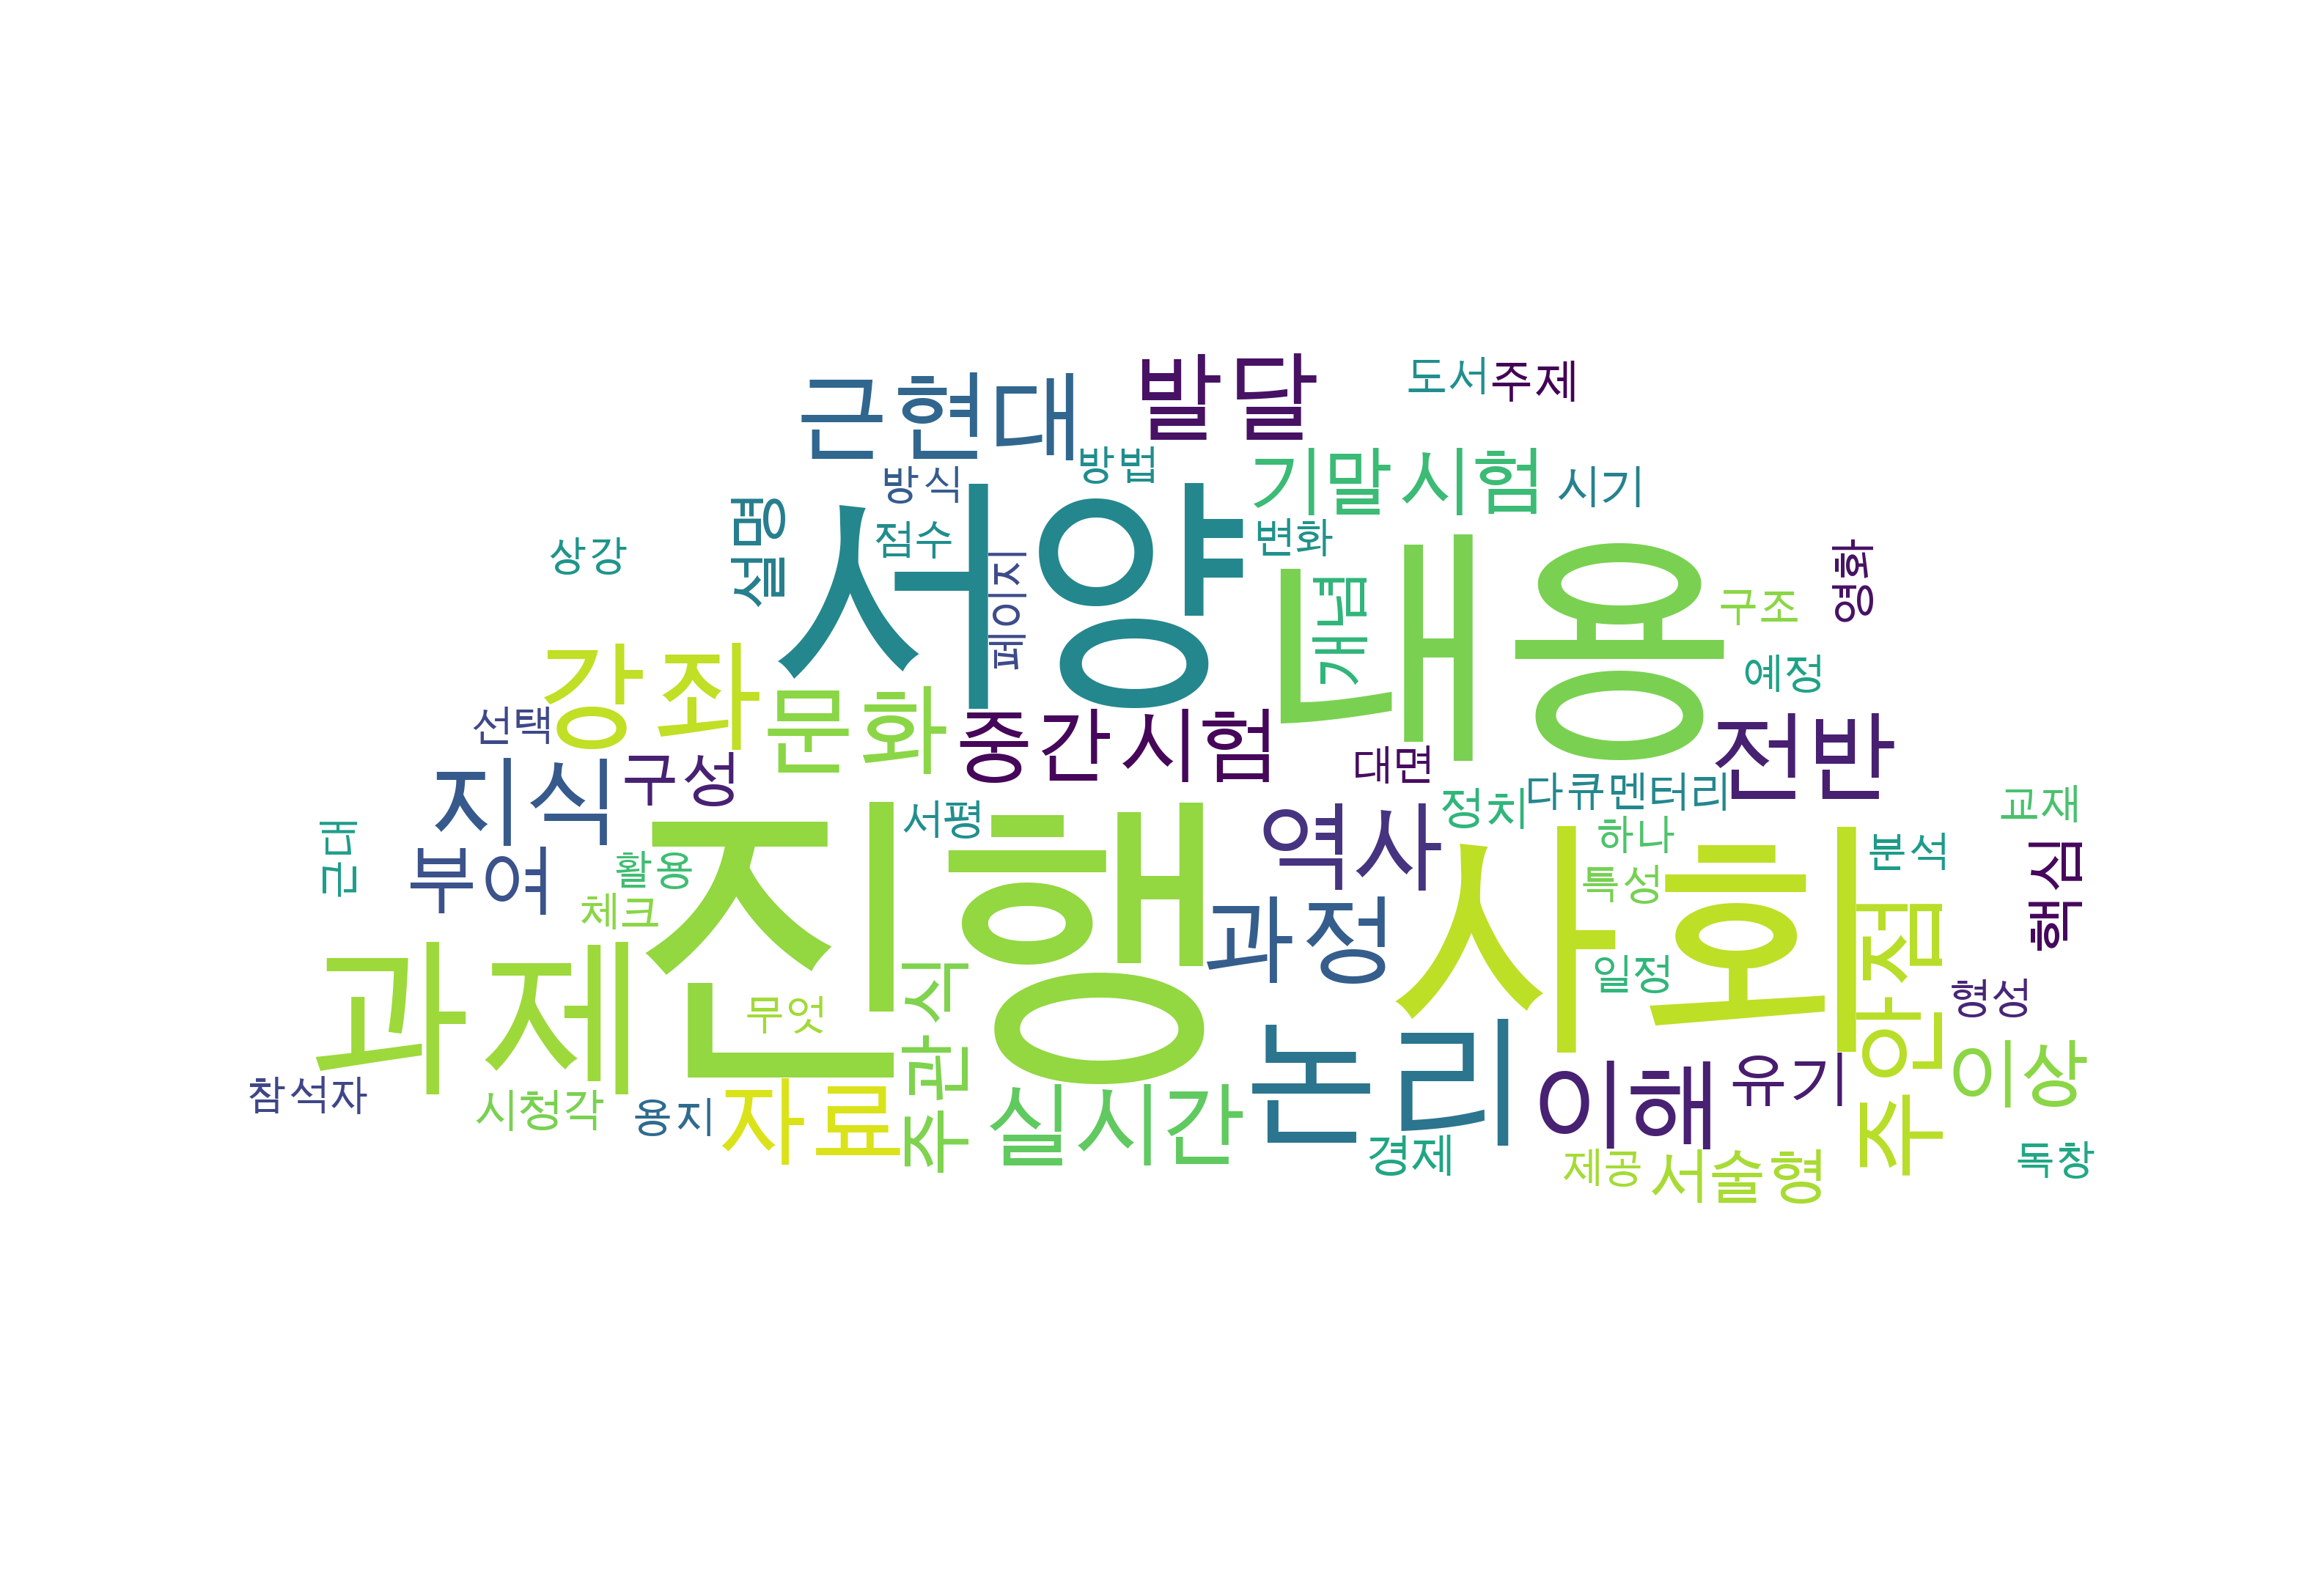 발달
도서
주제
근현대
방법
기말 시험
방식
시기
서양
설명
점수
변화
상강
내용
영화
페이지
개념
구조
예정
강좌
문화
선택
중간 시험
전반
지식
구성
대면
다큐멘터리
정치
교재
진행
서평
역사
하나
사회
분석
근대
부여
활용
특성
핵심
체크
과정
과제
일정
주안점
형성
무엇
주관식
논리
이해
유기
이상
참석자
시청각
용지
자료
실시간
경제
제공
서술형
독창